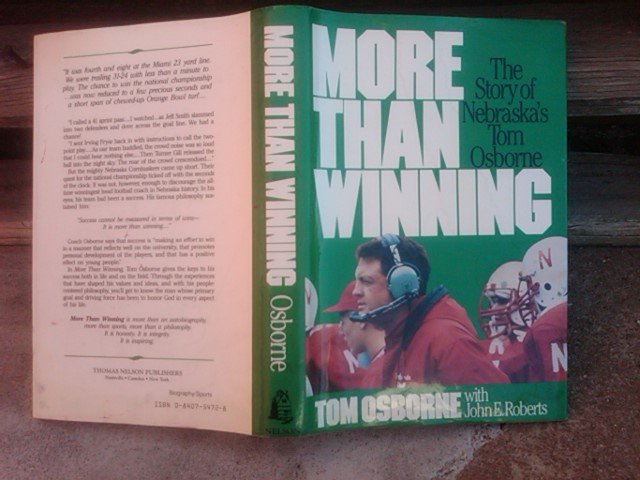 "It was fourth and eight at the Miami 23 yard line.
We were trailing 31-24 with less than a minute to
play. The chance to win the national championship
was now reduced to a few precious seconds and
a short span of chewed-up Orange Bowl turf....
"I called a 41 sprint pass....I watched...as Jeff Smith slammed
into two defenders and dove across the goal line. We had a
chance!
"I sent Irving Fryar back in with instructions to call the two-
point play....As our team huddled, the crowd noise was so loud
that I could hear nothing else....Then Turner Gill released the
ball into the night sky. The roar of the crowd crescendoed...."
But the mighty Nebraska Cornhuskers came up short. Their
quest for the national championship ticked off with the seconds
of the clock. It was not, however, enough to discourage the all-
time winningest head football coach in Nebraska history. In his
eyes, his team had been a success. His famous philosophy sus-
tained him:
"Success cannot be measured in terms of wins—
It is more than winning...."
Coach Osborne says that success is "making an effort to win
in a manner that reflects well on the university, that promotes
personal development of the players, and that has a positive
effect on young people."
In More Than Winning, Tom Osborne gives the keys to his
success both in life and on the field. Through the experiences
that have shaped his values and ideas, and with his people-
centered philosophy, you'll get to know the man whose primary
goal and driving force has been to honor God in every aspect
of his life.
More Than Winning is more than an autobiography,
more than sports, more than a philosophy.
It is honesty. It is integrity.
It is inspiring.
THOMAS NELSON PUBLISHERS
Nashville • Camden • New York
Biography-Sports
ISBN 0-8407-5472-8
MORE THAN WINNING Osborne
NELSON
MORE
THAN
WINNING
The
Story of
Nebraska's
Tom
Osborne
N
N
N
TOM OSBORNE with
John E. Roberts